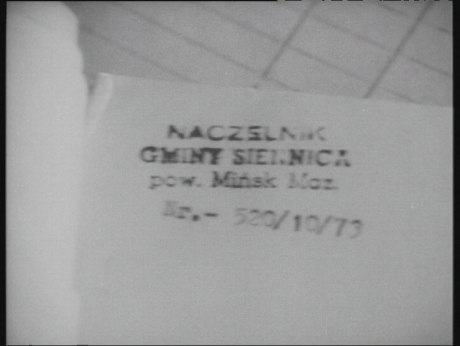 NACZELNIK
GMINY SIENNICA
pow. Mińsk Maz.
Nr.- 520/10/73